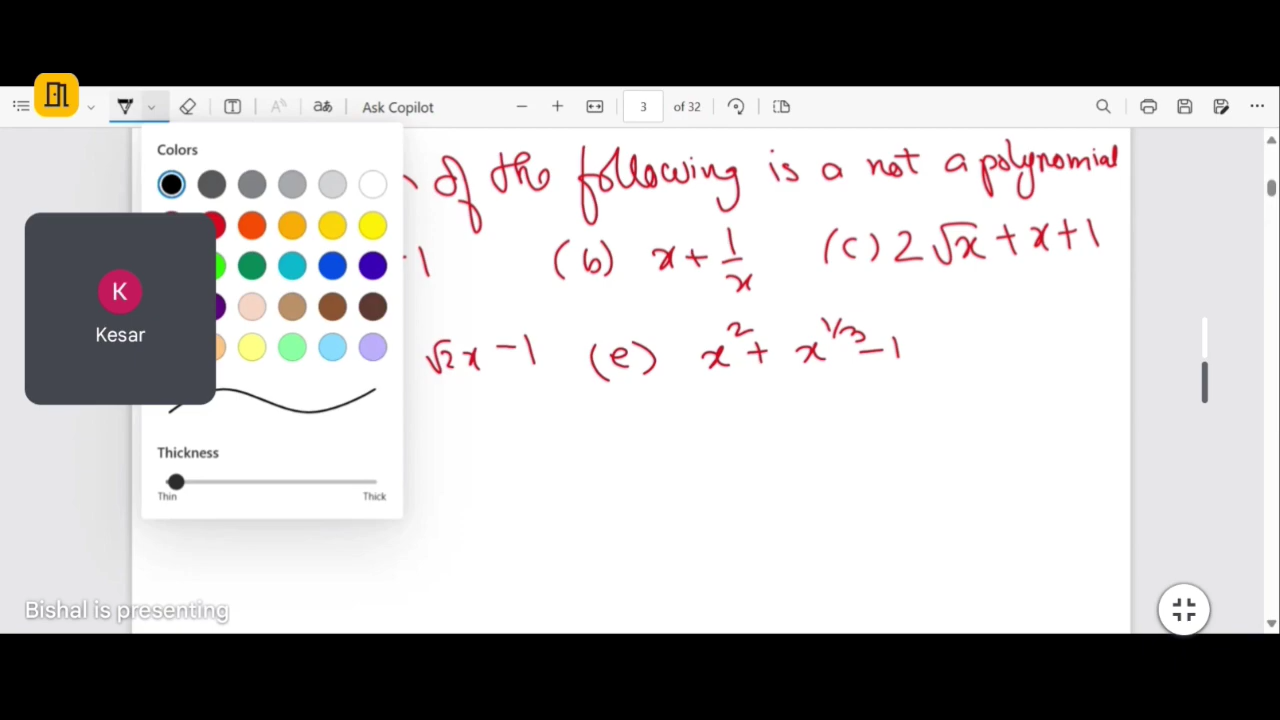 3 of 32
Ask Copilot
Colors
of the following is a not a polynomial
-1 (b) x + 1/x (c) 2√x + x + 1
K
Kesar
√2x - 1 (e) x² + x^1/3 - 1
Thickness
Thin Thick
Bishal is presenting